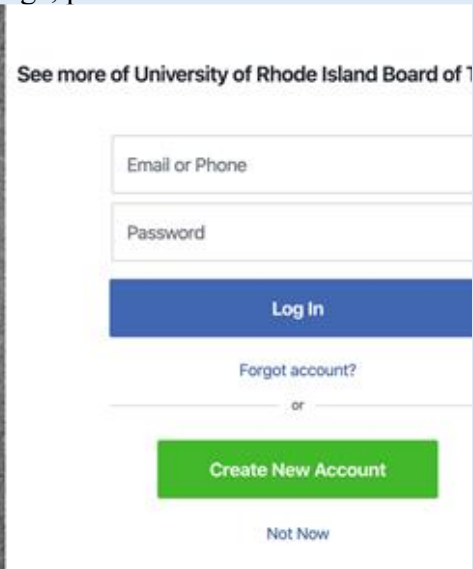 See more of University of Rhode Island Board of
Email or Phone
Password
Log In
Forgot account?
or
Create New Account
Not Now